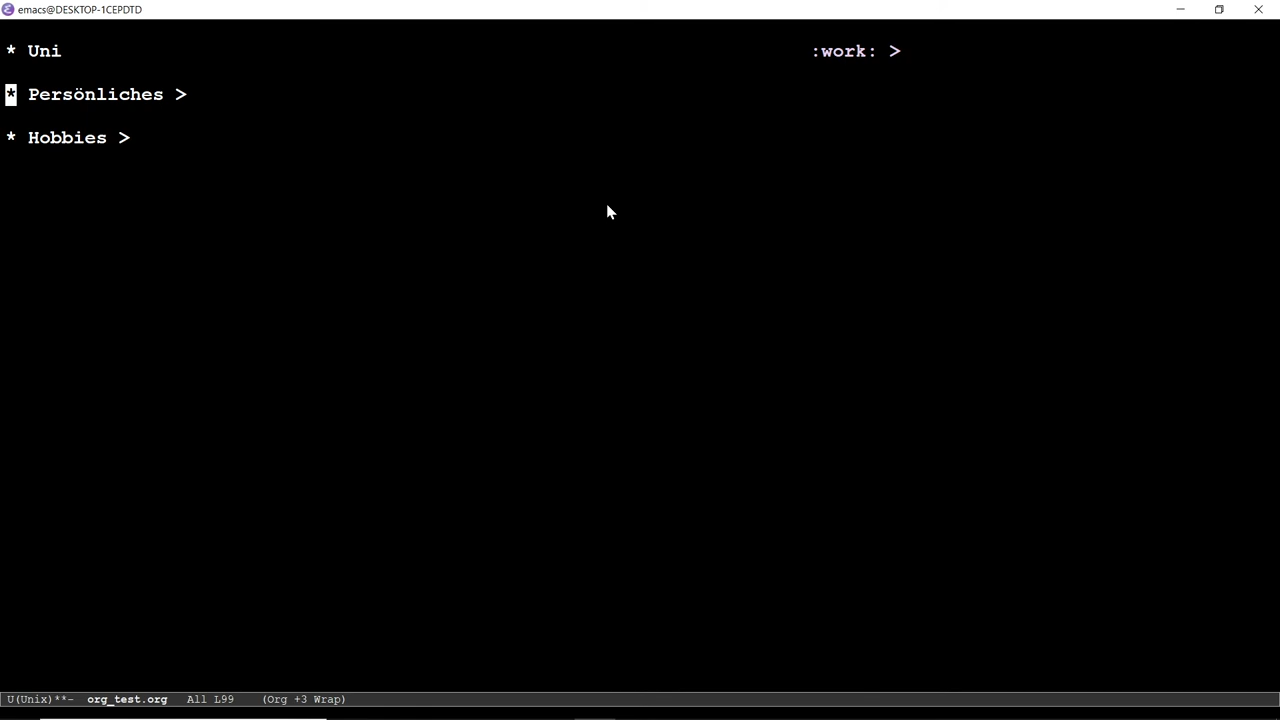 emacs@DESKTOP-1CEPDTD
* Uni :work: >
* Persönliches >
* Hobbies >
U(Unix)**- org_test.org All L99 (Org +3 Wrap)